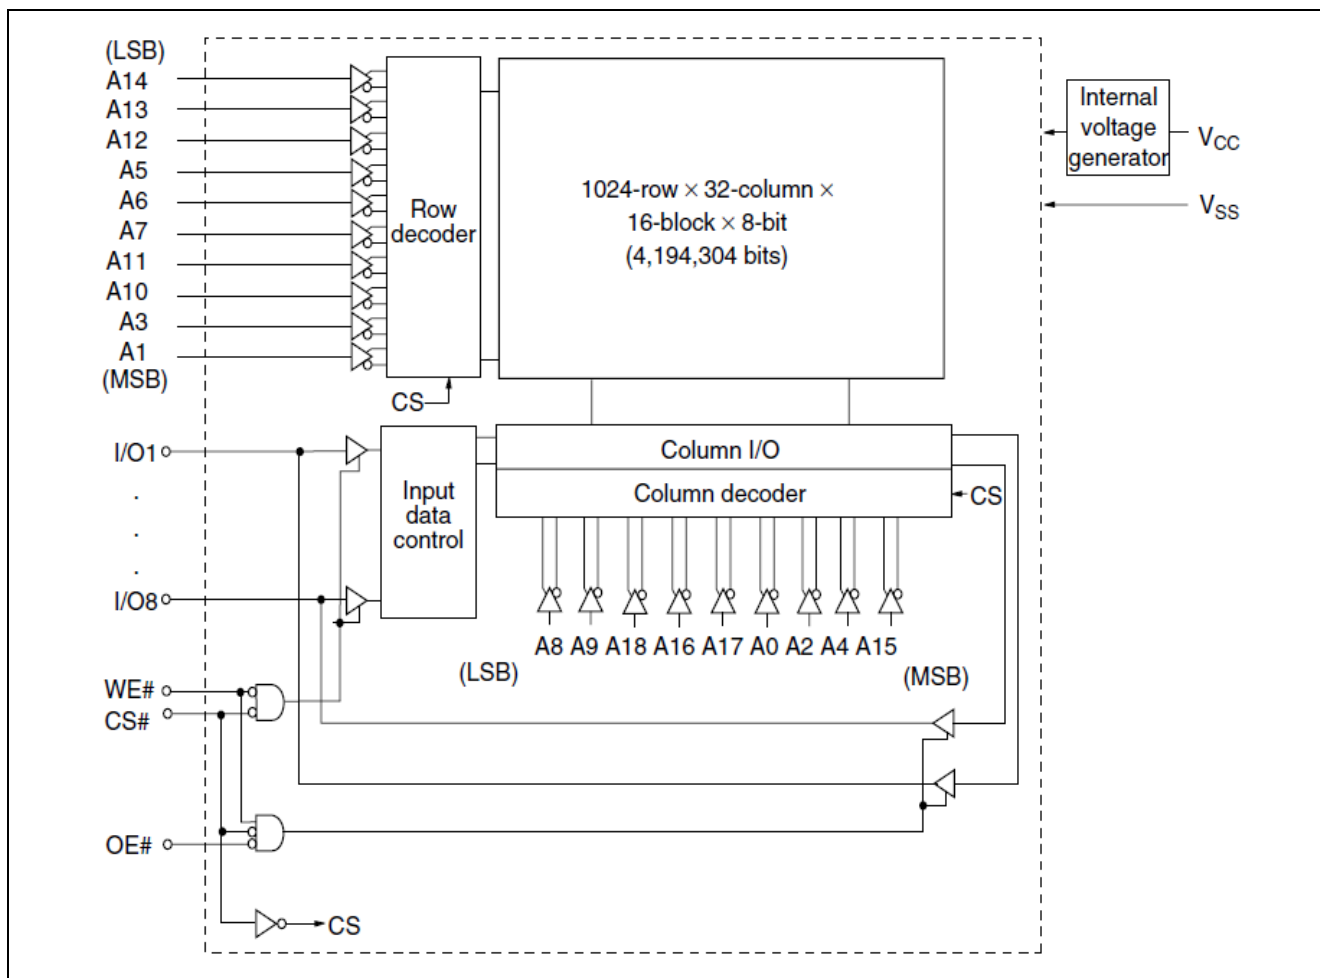 (LSB)
A14
A13
A12
A5
A6
A7
A11
A10
A3
A1
(MSB)
Row
decoder
CS
1024-row × 32-column ×
16-block × 8-bit
(4,194,304 bits)
Internal
voltage
generator
VCC
VSS
I/O1
.
.
.
I/O8
Input
data
control
Column I/O
Column decoder
CS
A8 A9 A18 A16 A17 A0 A2 A4 A15
(LSB) (MSB)
WE#
CS#
OE#
CS